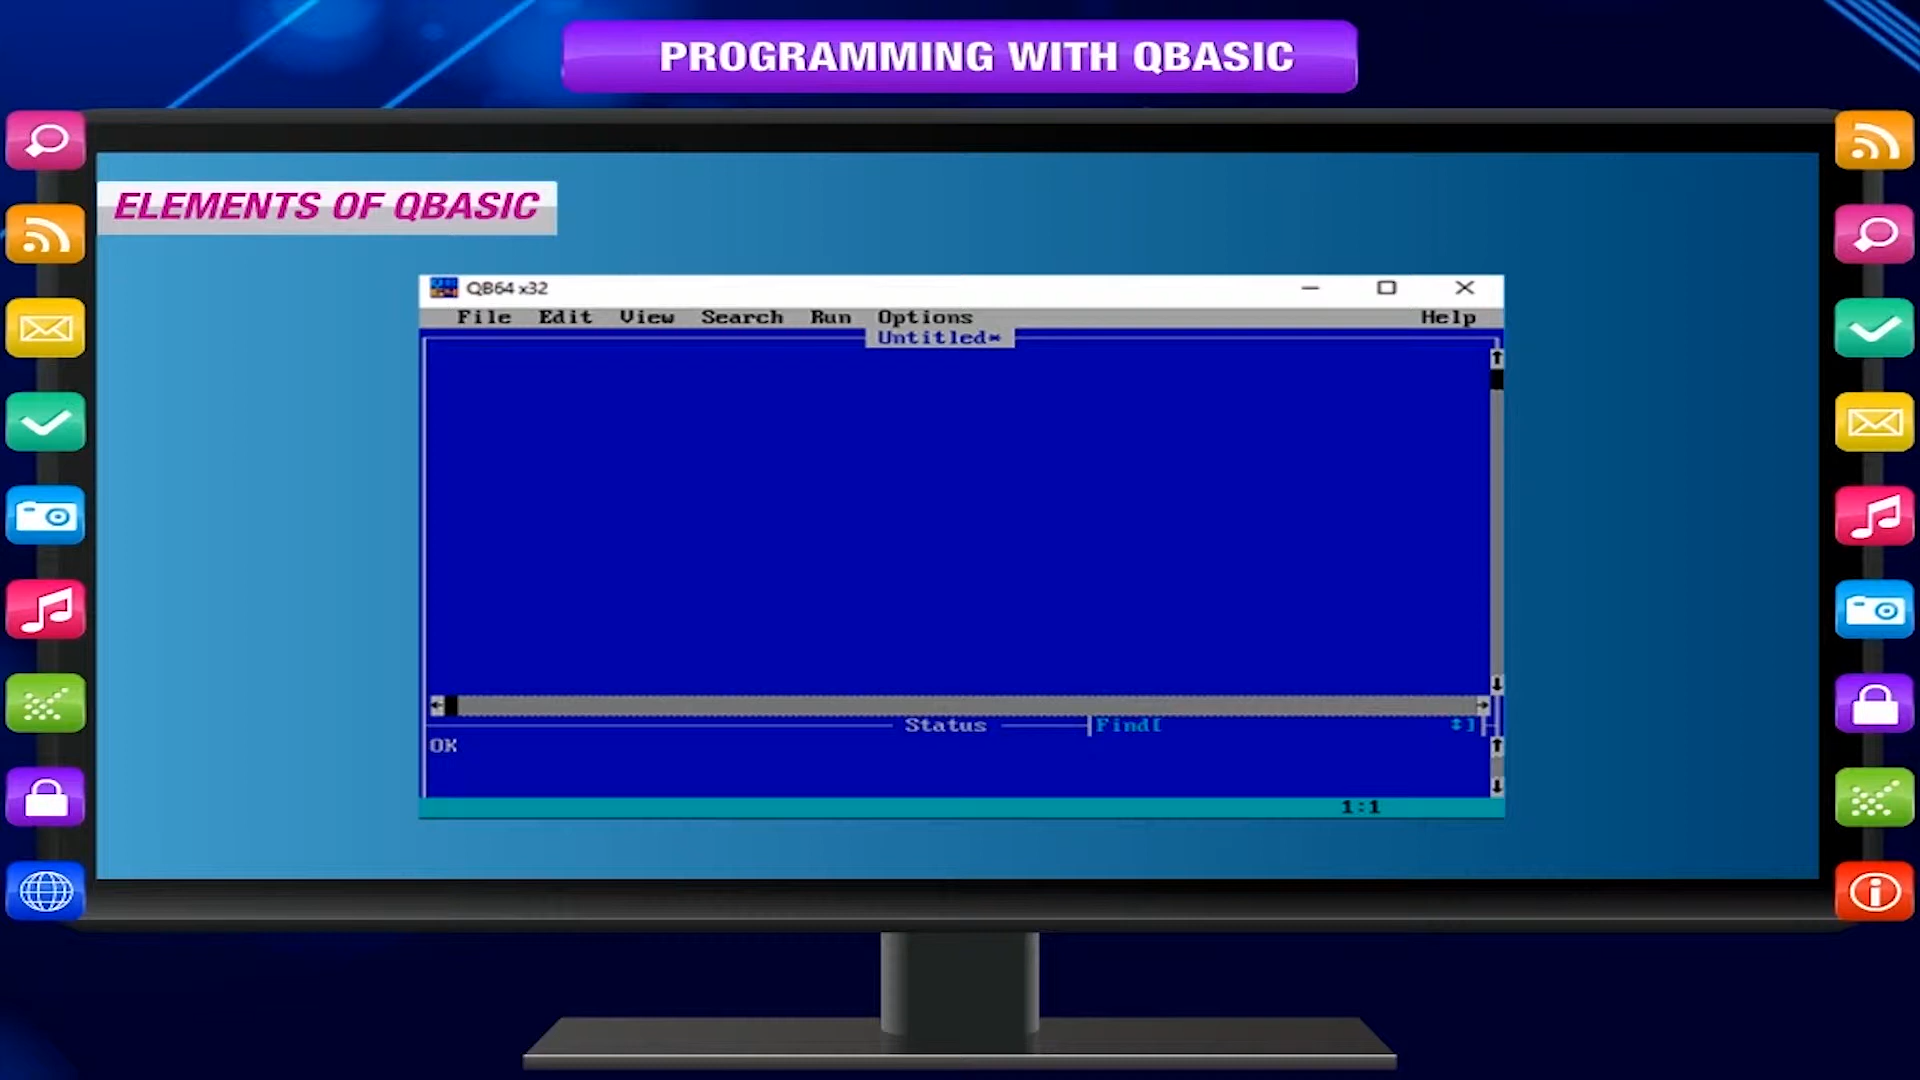 PROGRAMMING WITH QBASIC
ELEMENTS OF QBASIC
QB64 x32
File Edit View Search Run Options Help
Untitled*
Status Find[ ↕]
OK
1:1